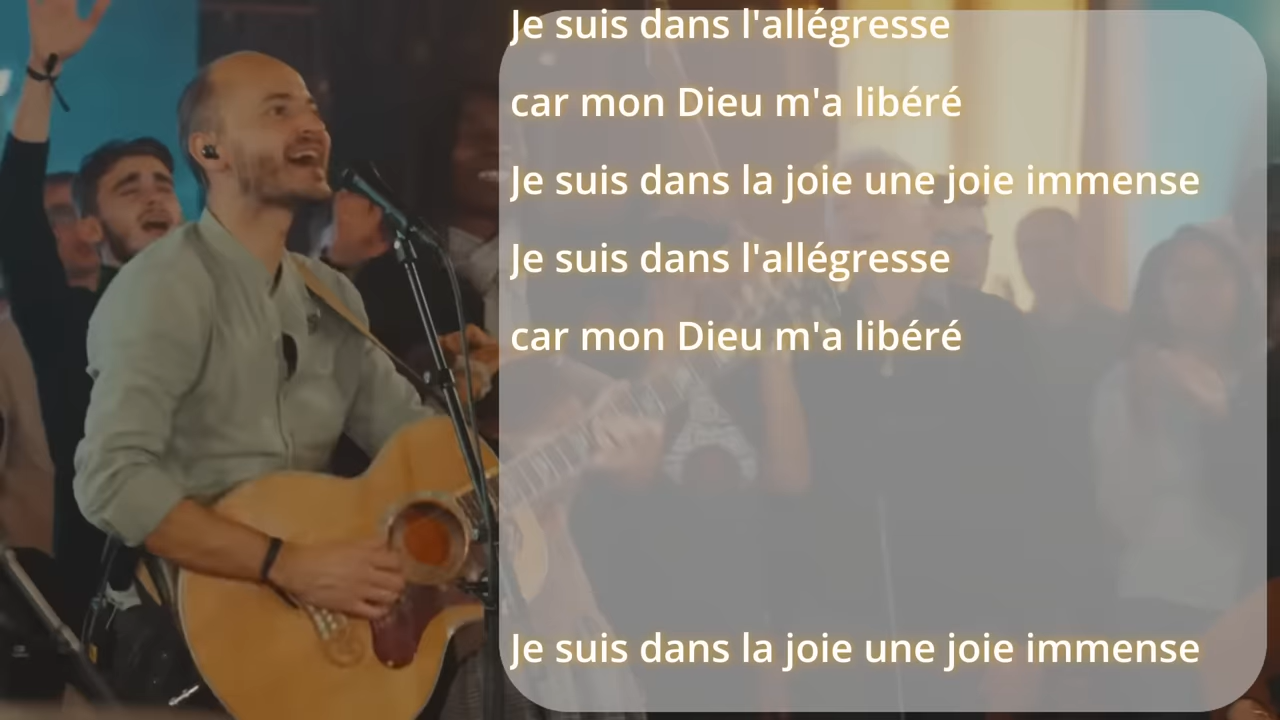 Je suis dans l'allégresse
car mon Dieu m'a libéré
Je suis dans la joie une joie immense
Je suis dans l'allégresse
car mon Dieu m'a libéré
Je suis dans la joie une joie immense